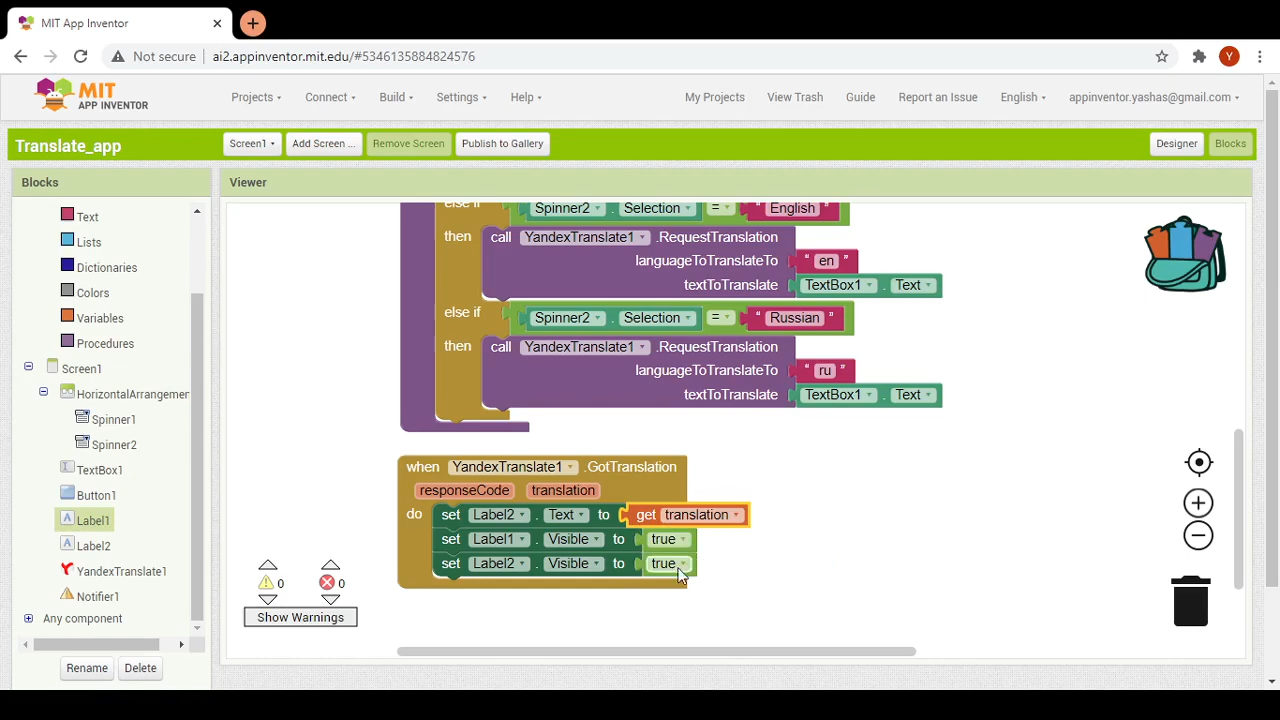 MIT App Inventor
Not secure ai2.appinventor.mit.edu/#5346135884824576 Y
MIT
APP INVENTOR
Projects Connect Build Settings Help My Projects View Trash Guide Report an Issue English appinventor.yashas@gmail.com
Translate_app Screen1 Add Screen ... Remove Screen Publish to Gallery Designer Blocks
Blocks
Viewer
Text
Lists
Dictionaries
Colors
Variables
Procedures
Screen1
HorizontalArrangemer
Spinner1
Spinner2
TextBox1
Button1
Label1
Label2
YandexTranslate1
Notifier1
Any component
Rename Delete
else if Spinner2 . Selection = “ English ”
then call YandexTranslate1 .RequestTranslation
languageToTranslateTo “ en ”
textToTranslate TextBox1 . Text
else if Spinner2 . Selection = “ Russian ”
then call YandexTranslate1 .RequestTranslation
languageToTranslateTo “ ru ”
textToTranslate TextBox1 . Text
when YandexTranslate1 .GotTranslation
responseCode translation
do set Label2 . Text to get translation
set Label1 . Visible to true
set Label2 . Visible to true
0 0
Show Warnings